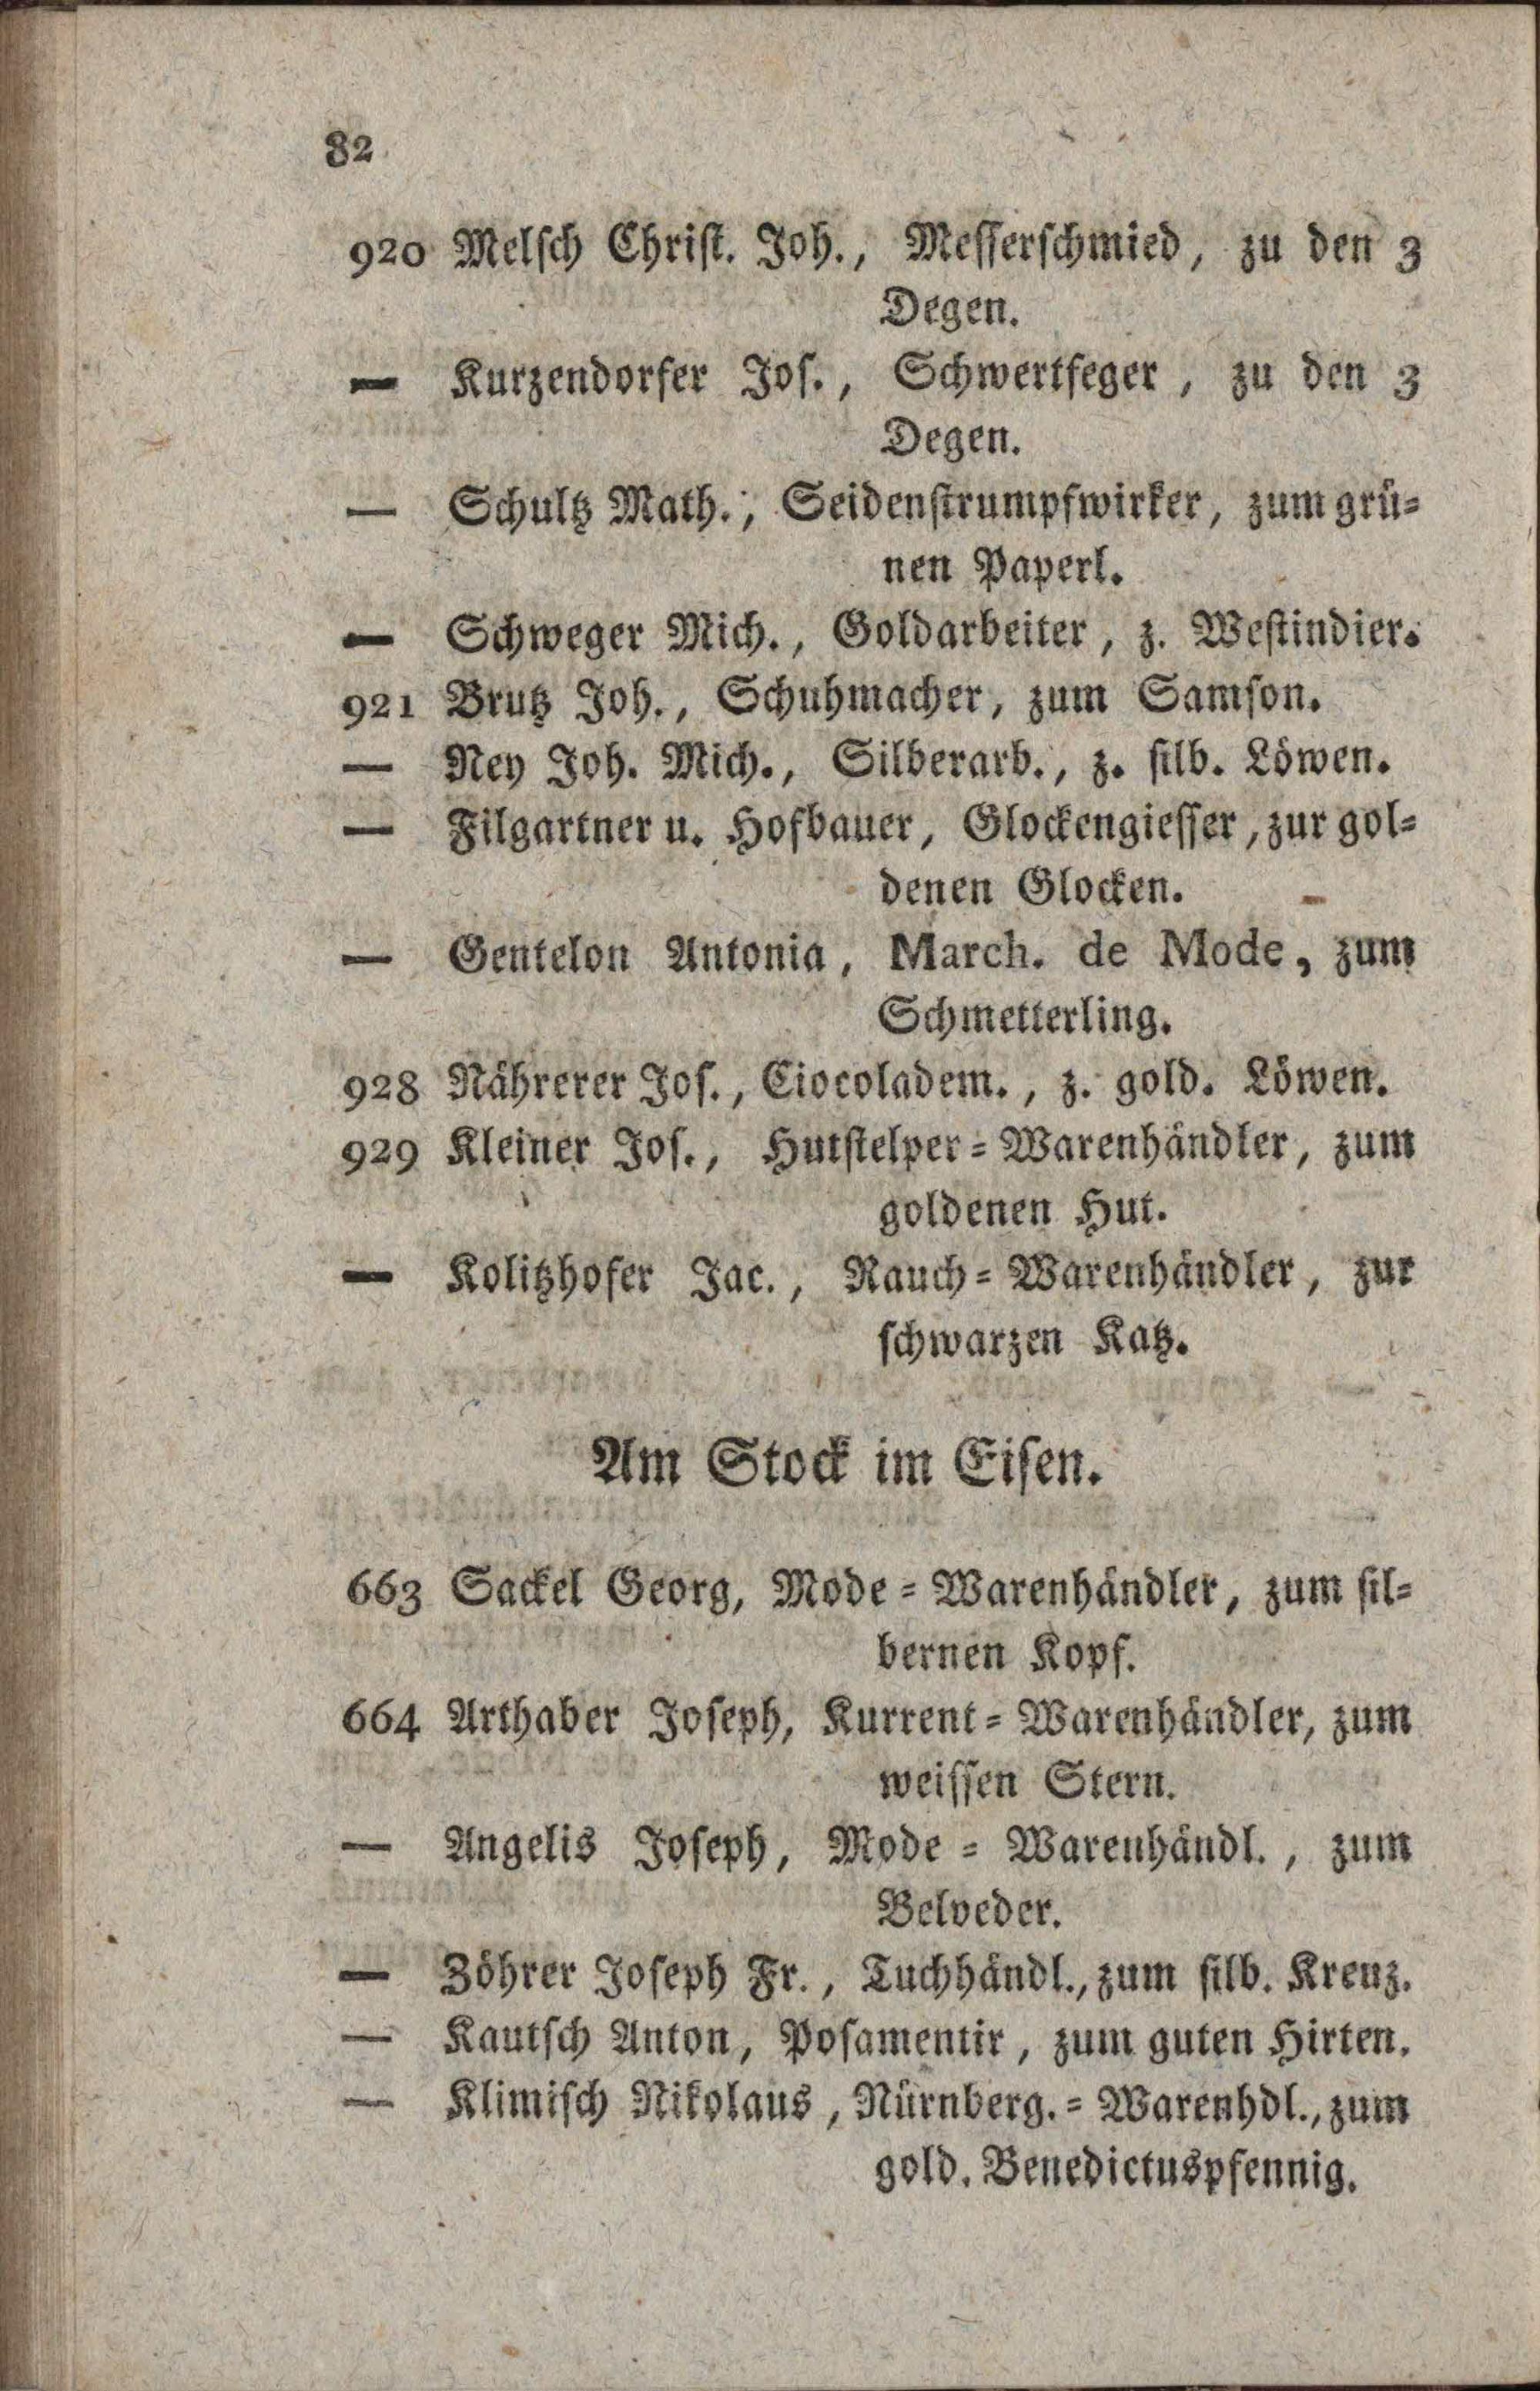 82
920 Melsch Christ. Joh., Messerschmied, zu den 3
Degen.
— Kurzendorfer Jos., Schwertfeger, zu den 3
Degen.
— Schultz Math., Seidenstrumpfwirker, zum grü=
nen Paperl.
— Schweger Mich., Goldarbeiter, z. Westindier.
921 Brutz Joh., Schuhmacher, zum Samson.
— Ney Joh. Mich., Silberarb., z. silb. Löwen.
— Filgartner u. Hofbauer, Glockengiesser, zur gol=
denen Glocken.
— Gentelon Antonia, March. de Mode, zum
Schmetterling.
928 Nährerer Jos., Ciocoladem., z. gold. Löwen.
929 Kleiner Jos., Hutstelper=Warenhändler, zum
goldenen Hut.
— Kolitzhofer Jac., Rauch=Warenhändler, zur
schwarzen Katz.
Am Stock im Eisen.
663 Sackel Georg, Mode=Warenhändler, zum sil=
bernen Kopf.
664 Arthaber Joseph, Kurrent=Warenhändler, zum
weissen Stern.
— Angelis Joseph, Mode=Warenhändl., zum
Belveder.
— Zöhrer Joseph Fr., Tuchhändl., zum silb. Kreuz.
— Kautsch Anton, Posamentir, zum guten Hirten.
— Klimisch Nikolaus, Nürnberg.=Warenhdl., zum
gold. Benedictuspfennig.